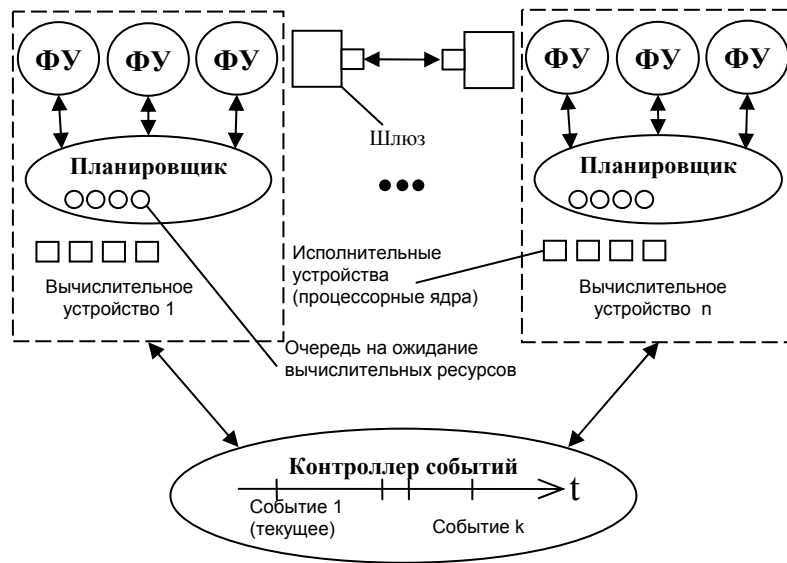 ФУ ФУ ФУ
ФУ ФУ ФУ
Шлюз
Планировщик
Планировщик
Вычислительное
устройство 1
Исполнительные
устройства
(процессорные ядра)
Вычислительное
устройство n
Очередь на ожидание
вычислительных ресурсов
Контроллер событий
t
Событие 1
(текущее)
Событие k